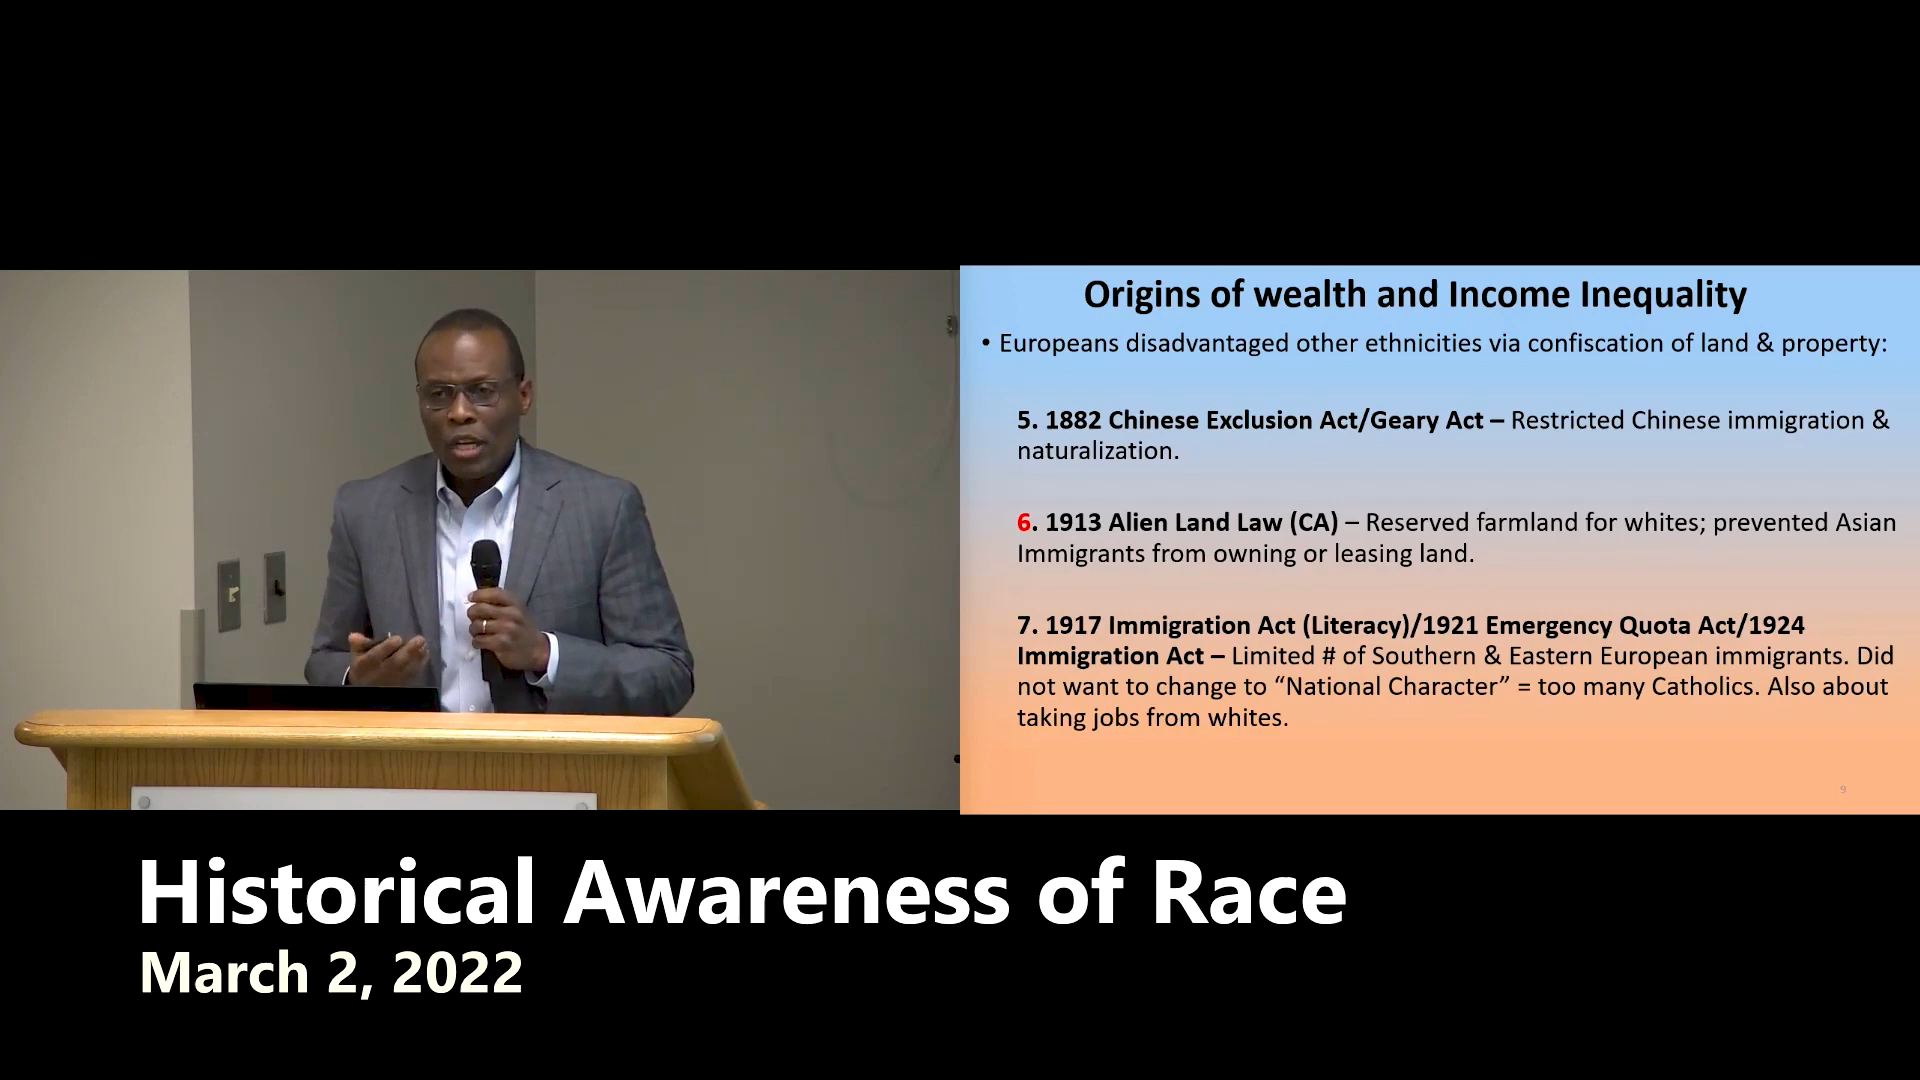 Origins of wealth and Income Inequality
• Europeans disadvantaged other ethnicities via confiscation of land & property:
5. 1882 Chinese Exclusion Act/Geary Act – Restricted Chinese immigration &
naturalization.
6. 1913 Alien Land Law (CA) – Reserved farmland for whites; prevented Asian
Immigrants from owning or leasing land.
7. 1917 Immigration Act (Literacy)/1921 Emergency Quota Act/1924
Immigration Act – Limited # of Southern & Eastern European immigrants. Did
not want to change to “National Character” = too many Catholics. Also about
taking jobs from whites.
9
Historical Awareness of Race
March 2, 2022